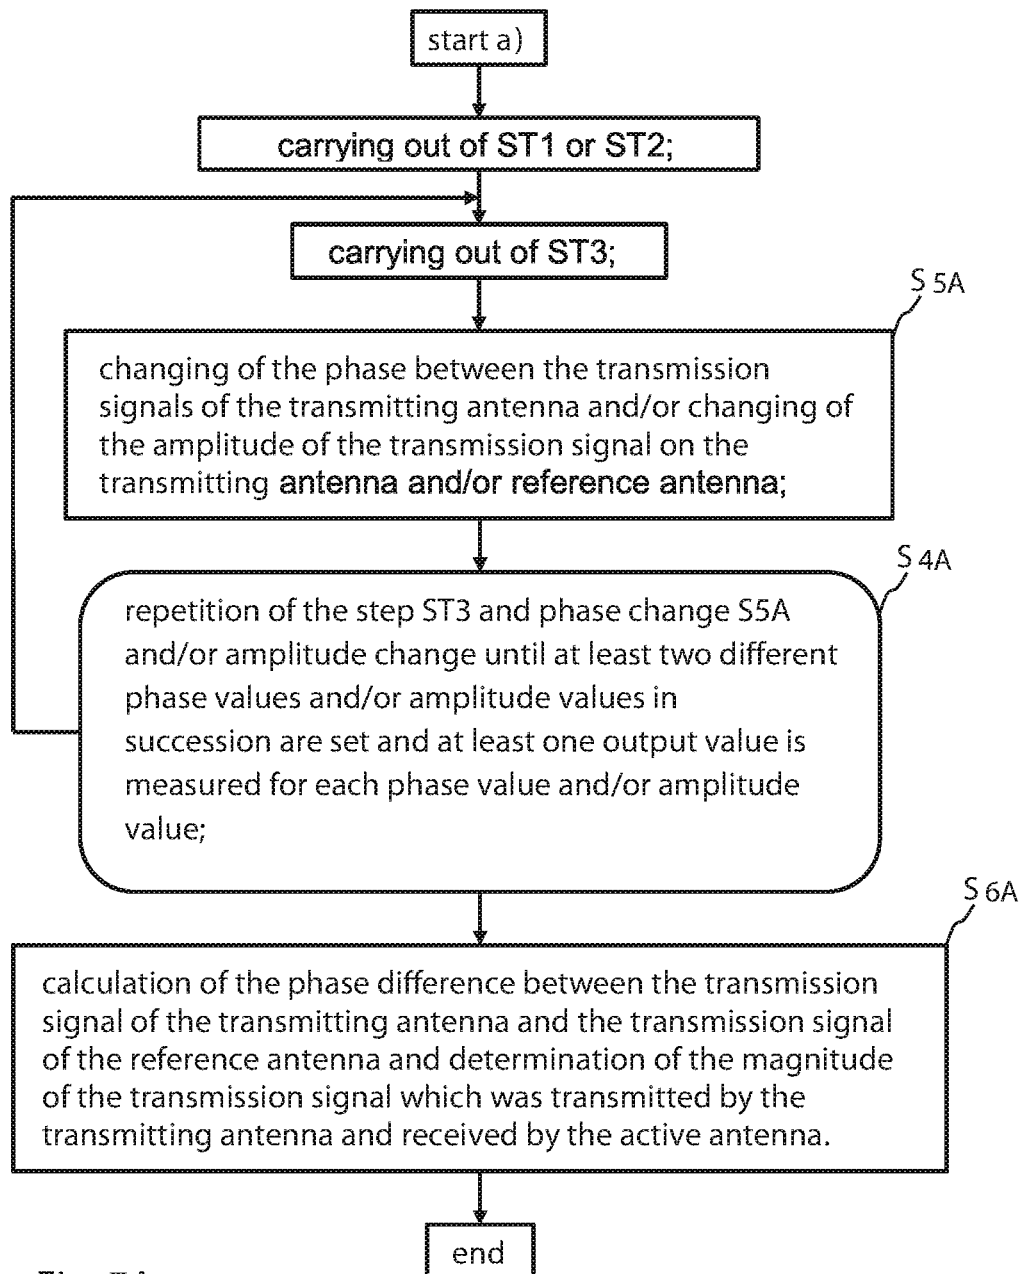 start a)
carrying out of ST1 or ST2;
carrying out of ST3;
S 5A
changing of the phase between the transmission
signals of the transmitting antenna and/or changing of
the amplitude of the transmission signal on the
transmitting antenna and/or reference antenna;
S 4A
repetition of the step ST3 and phase change S5A
and/or amplitude change until at least two different
phase values and/or amplitude values in
succession are set and at least one output value is
measured for each phase value and/or amplitude
value;
S 6A
calculation of the phase difference between the transmission
signal of the transmitting antenna and the transmission signal
of the reference antenna and determination of the magnitude
of the transmission signal which was transmitted by the
transmitting antenna and received by the active antenna.
end